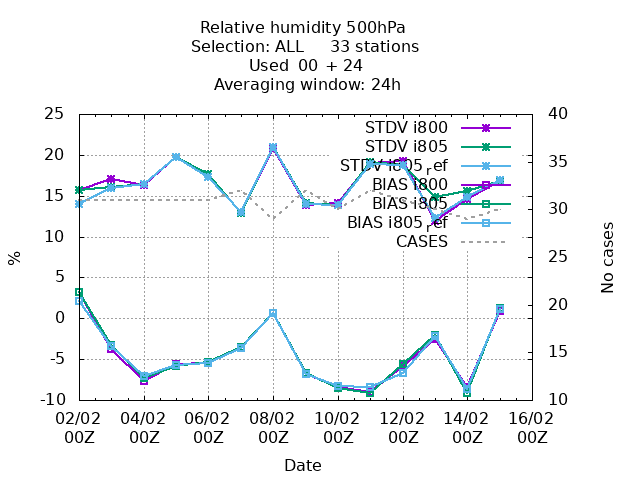 Relative humidity 500hPa
Selection: ALL 33 stations
Used 00 + 24
Averaging window: 24h
25
20
15
10
5
0
-5
-10
%
40
35
30
25
20
15
10
No cases
STDV i800
STDV i805
STDV i805ref
BIAS i800
BIAS i805
BIAS i805ref
CASES
02/02 04/02 06/02 08/02 10/02 12/02 14/02 16/02
00Z 00Z 00Z 00Z 00Z 00Z 00Z 00Z
Date